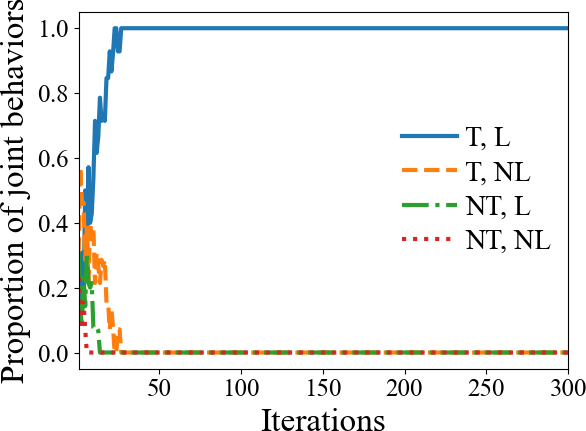 Proportion of joint behaviors
1.0
0.8
0.6
0.4
0.2
0.0
T, L
T, NL
NT, L
NT, NL
50 100 150 200 250 300
Iterations